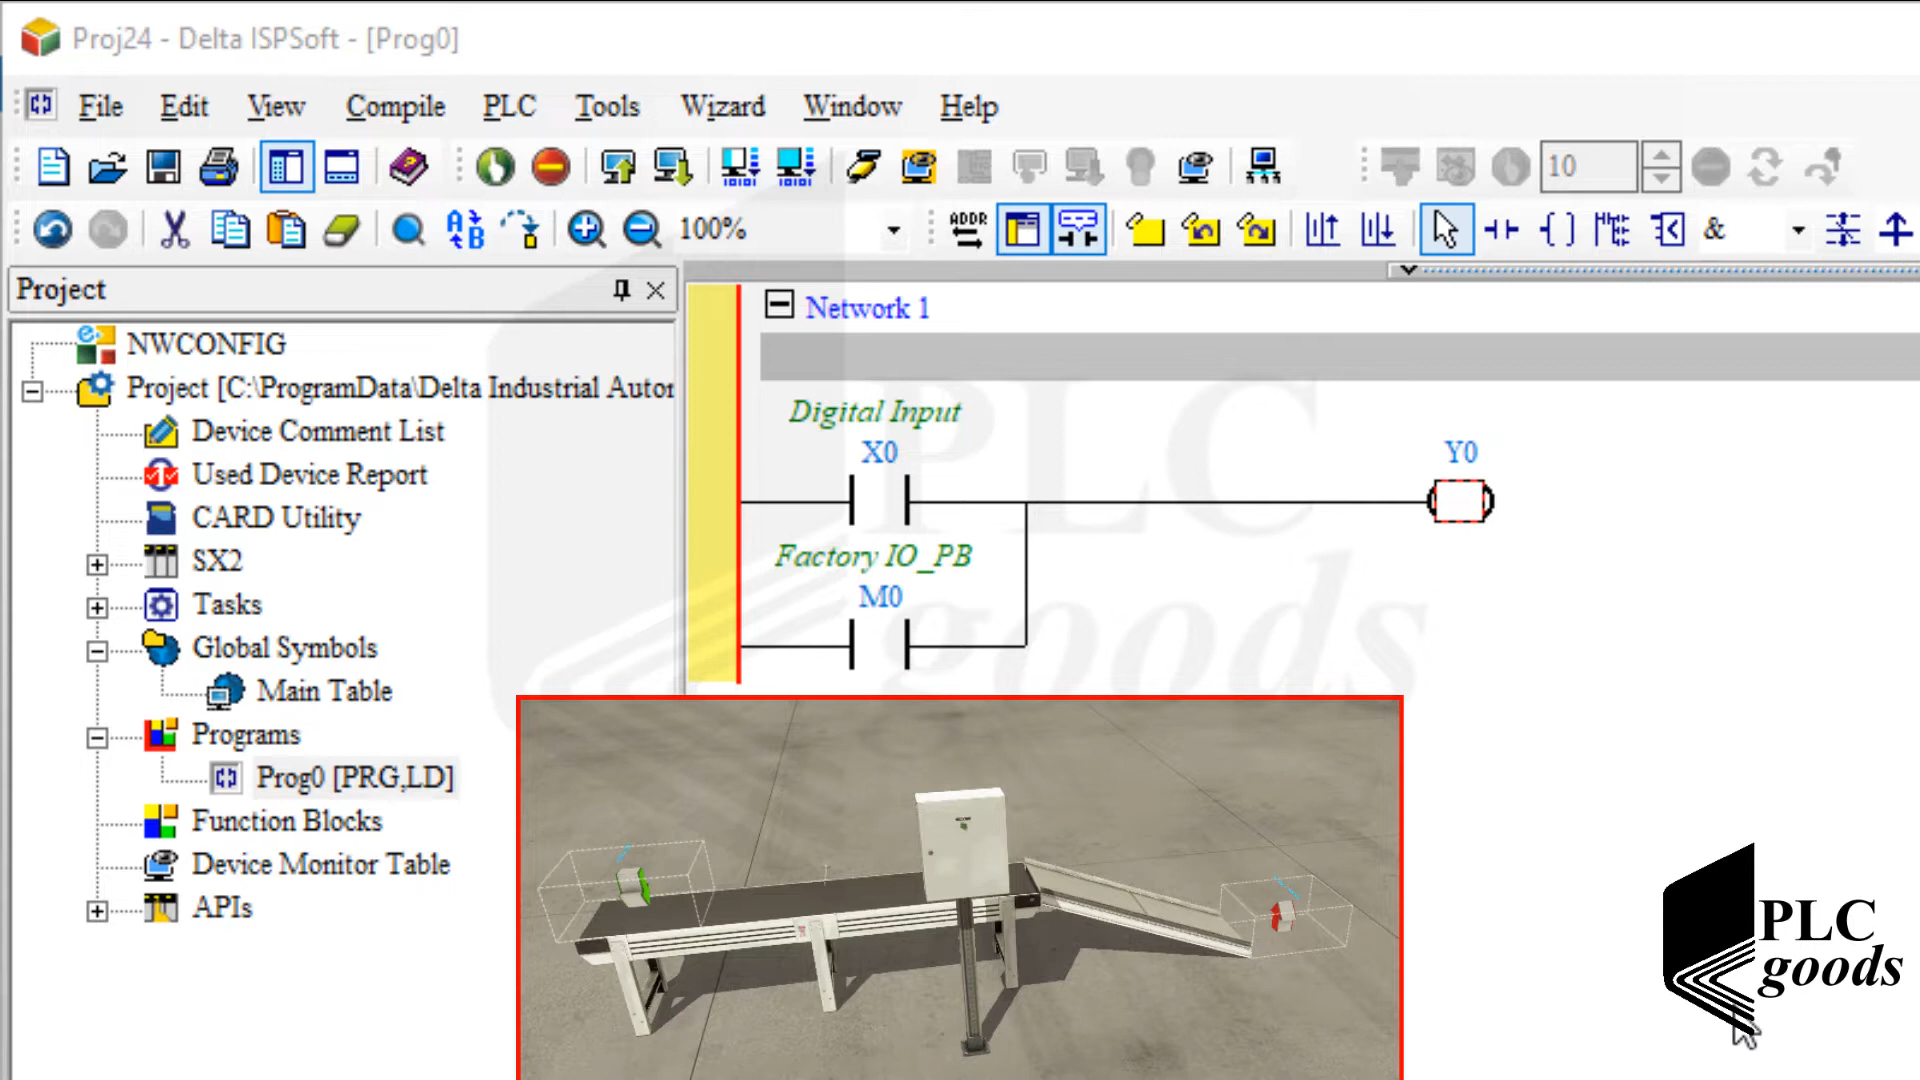 Proj24 - Delta ISPSoft - [Prog0]
File Edit View Compile PLC Tools Wizard Window Help
10
100%
ADDR
&
Project
NWCONFIG
Project [C:\ProgramData\Delta Industrial Autor
Device Comment List
Used Device Report
CARD Utility
SX2
Tasks
Global Symbols
Main Table
Programs
Prog0 [PRG,LD]
Function Blocks
Device Monitor Table
APIs
Network 1
Digital Input
X0
Y0
Factory IO_PB
M0
PLC
goods
PLC
goods